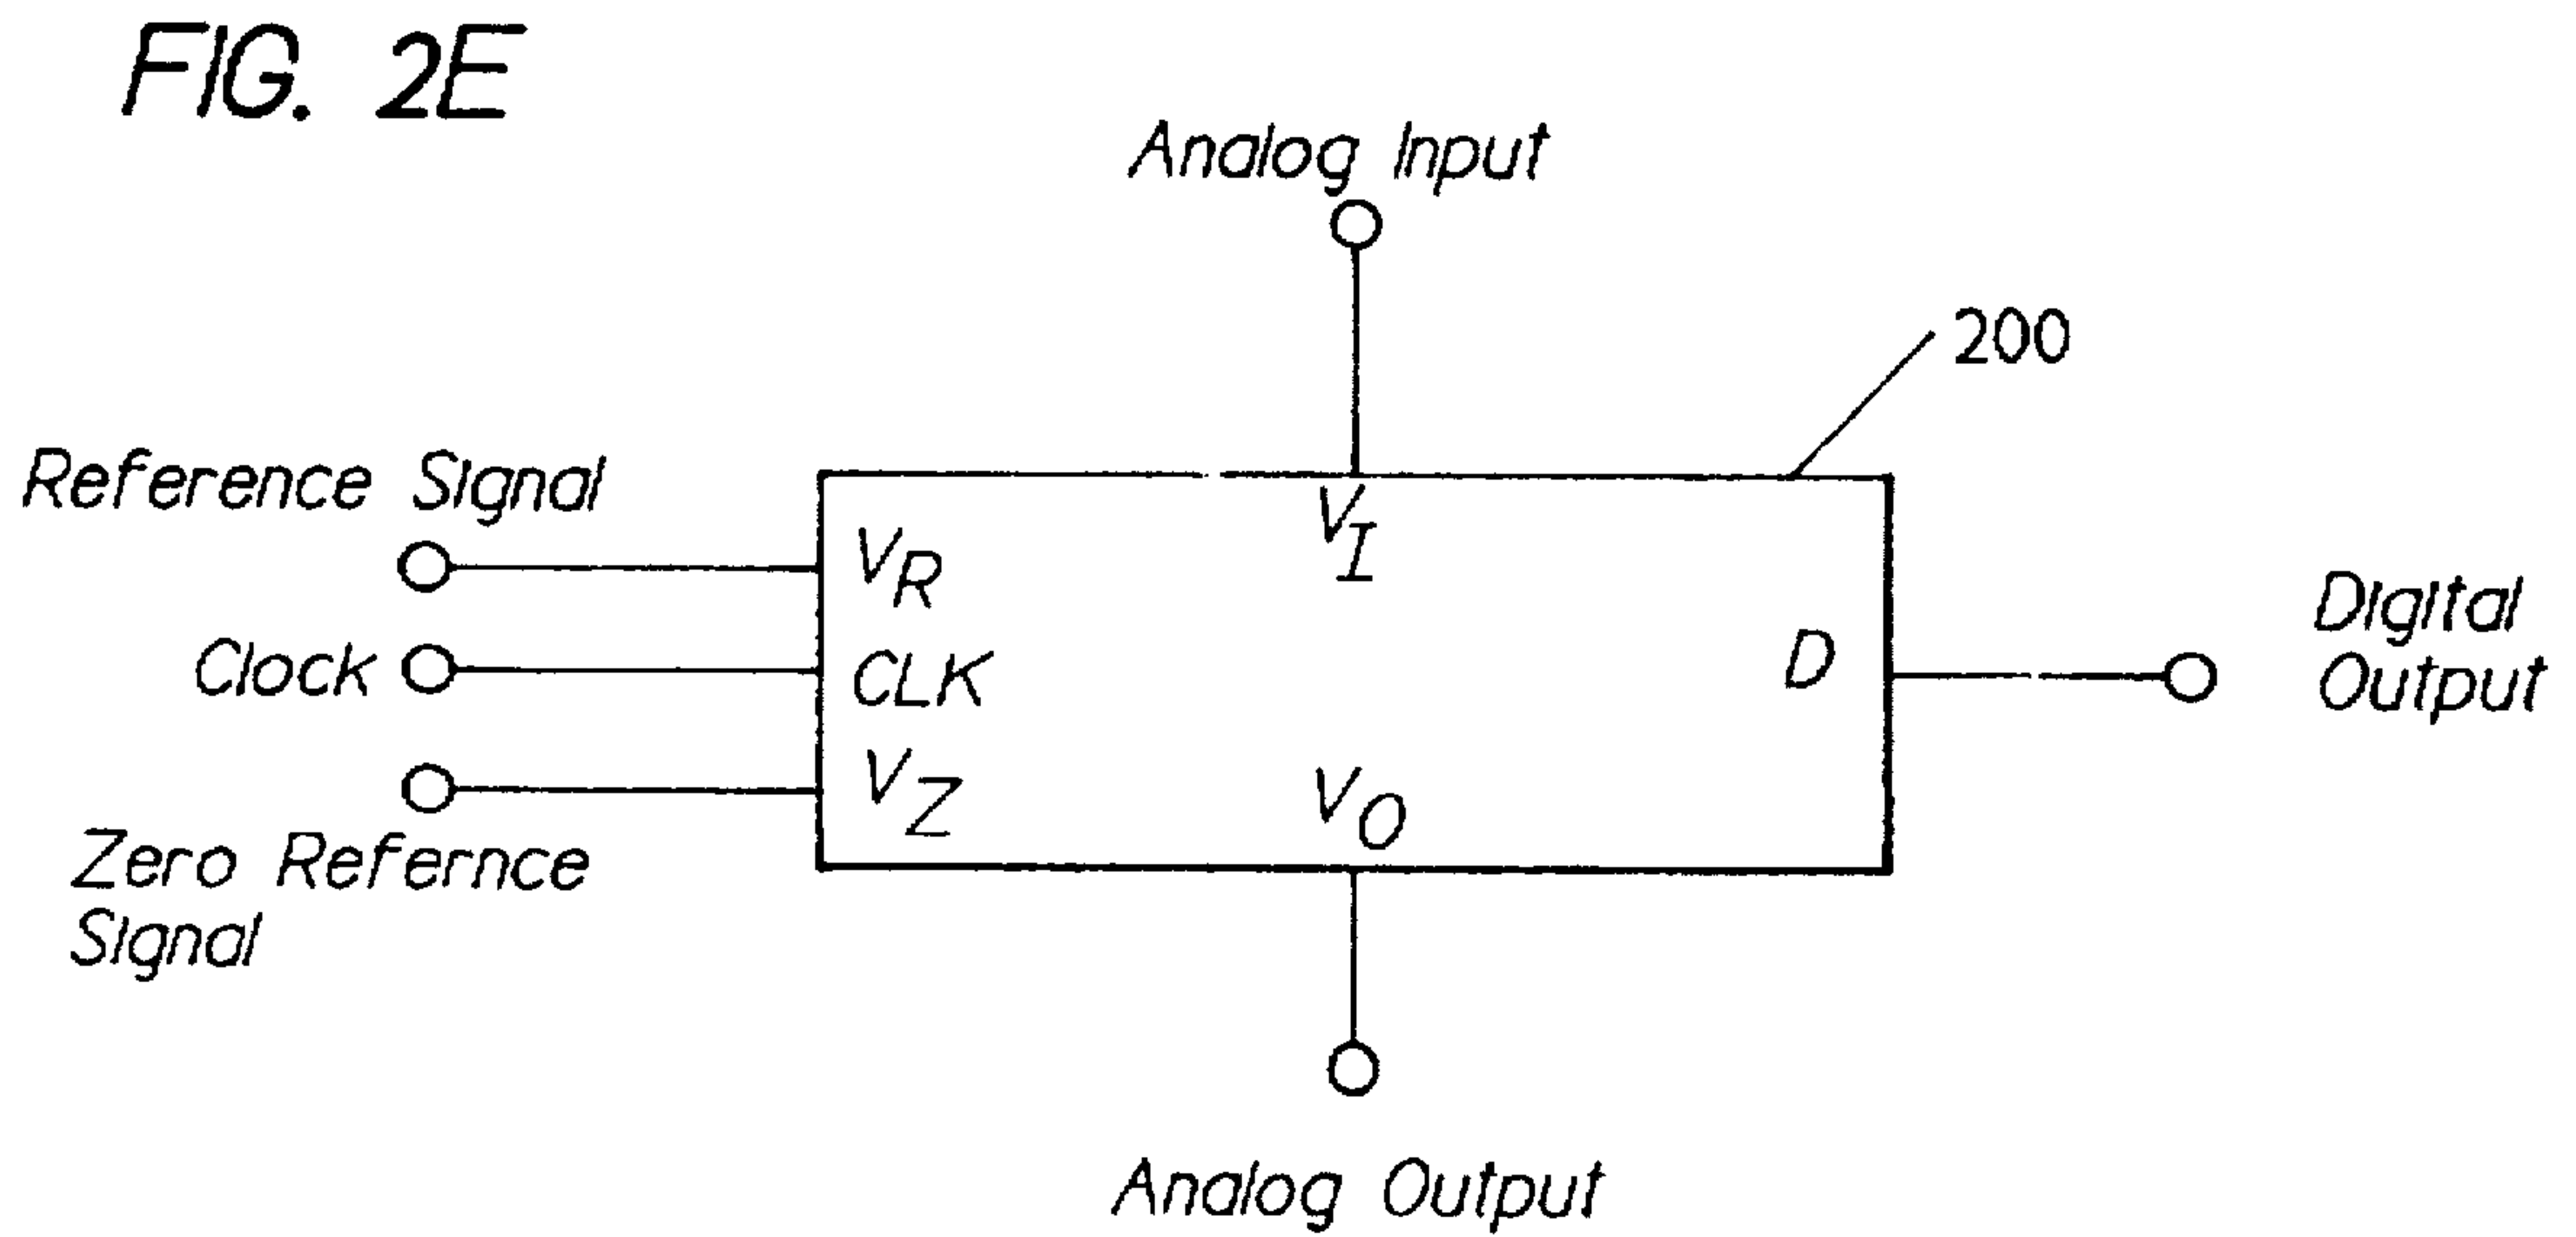 FIG. 2E
Analog Input
200
Reference Signal
V_I
V_R
Clock
CLK
D
Digital
Output
V_Z
V_O
Zero Refernce
Signal
Analog Output